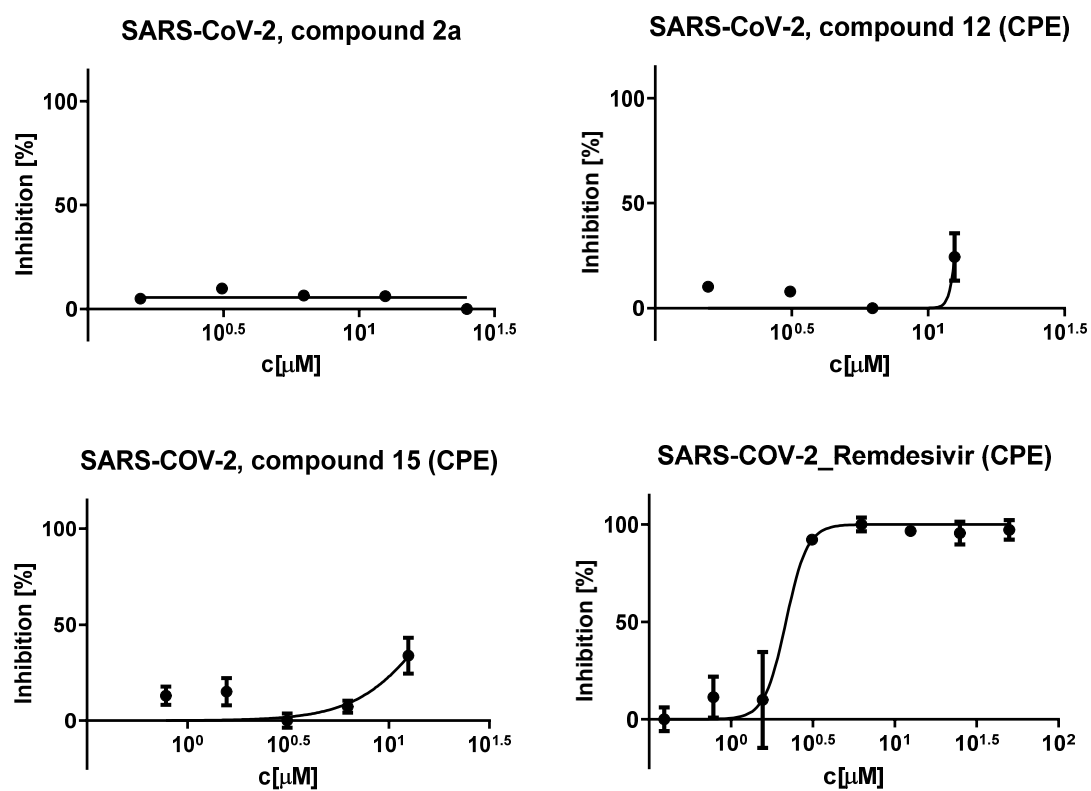 SARS-CoV-2, compound 2a
100
50
0
Inhibition [%]
10^0.5
10^1
10^1.5
c[µM]
SARS-CoV-2, compound 12 (CPE)
100
50
0
Inhibition [%]
10^0.5
10^1
10^1.5
c[µM]
SARS-COV-2, compound 15 (CPE)
100
50
0
Inhibition [%]
10^0
10^0.5
10^1
10^1.5
c[µM]
SARS-COV-2_Remdesivir (CPE)
100
50
0
Inhibition [%]
10^0
10^0.5
10^1
10^1.5
10^2
c[µM]